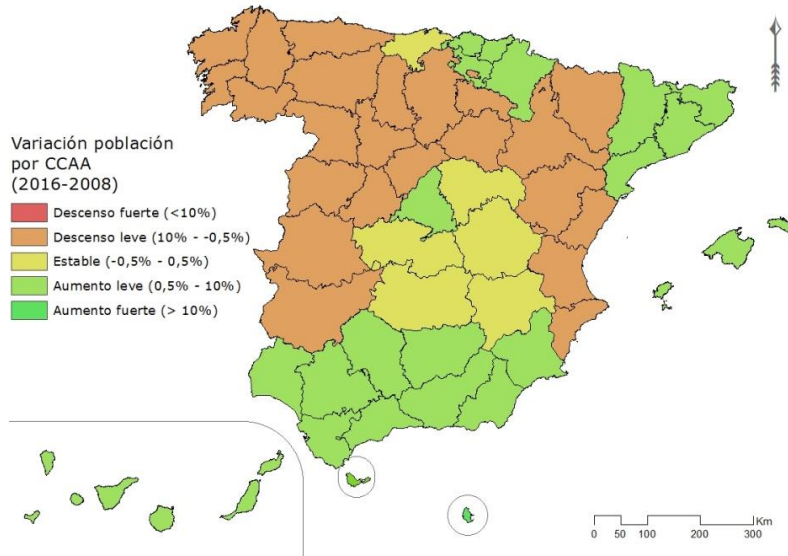 Variación población
por CCAA
(2016-2008)
Descenso fuerte (<10%)
Descenso leve (10% - -0,5%)
Estable (-0,5% - 0,5%)
Aumento leve (0,5% - 10%)
Aumento fuerte (> 10%)
Km
0 50 100 200 300